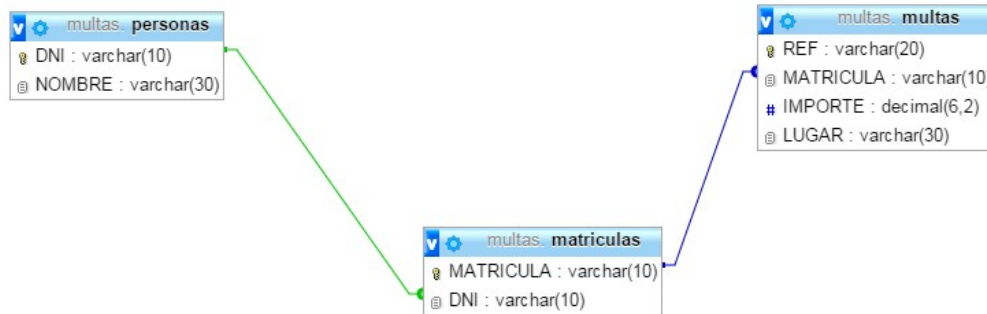 multas. personas
DNI : varchar(10)
NOMBRE : varchar(30)
multas. multas
REF : varchar(20)
MATRICULA : varchar(10)
IMPORTE : decimal(6,2)
LUGAR : varchar(30)
multas. matriculas
MATRICULA : varchar(10)
DNI : varchar(10)